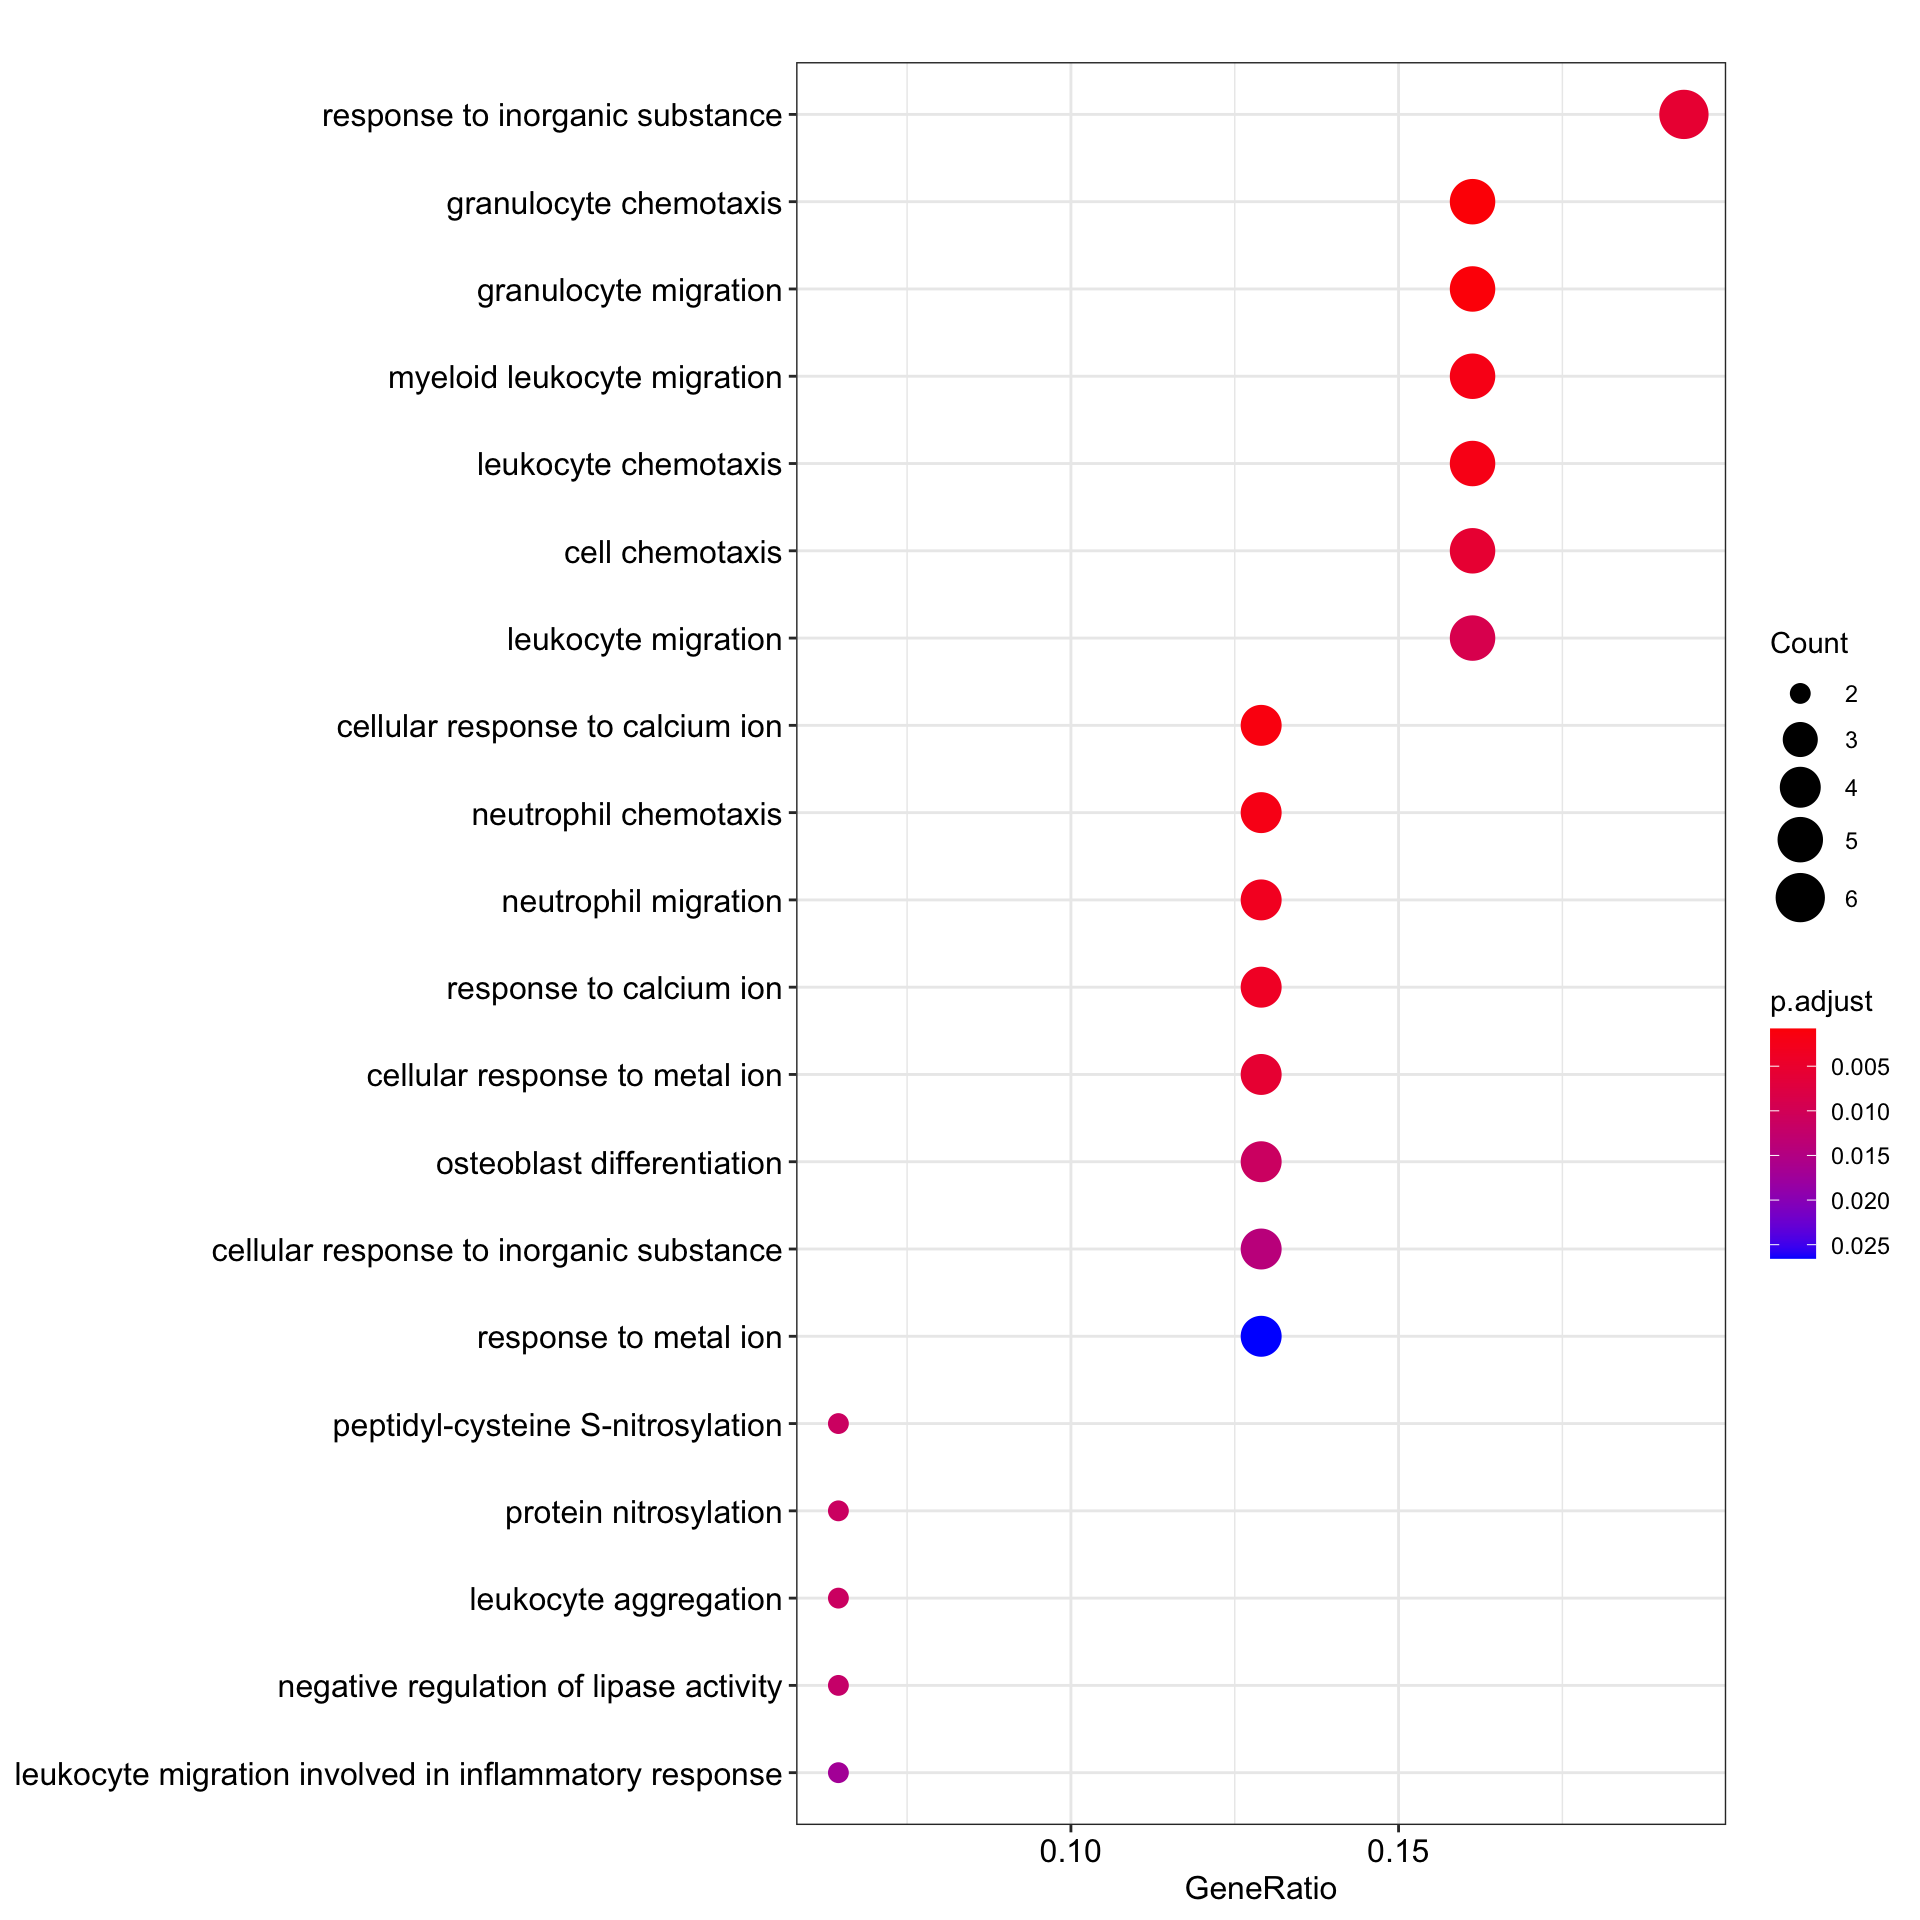 response to inorganic substance
granulocyte chemotaxis
granulocyte migration
myeloid leukocyte migration
leukocyte chemotaxis
cell chemotaxis
leukocyte migration
cellular response to calcium ion
neutrophil chemotaxis
neutrophil migration
response to calcium ion
cellular response to metal ion
osteoblast differentiation
cellular response to inorganic substance
response to metal ion
peptidyl-cysteine S-nitrosylation
protein nitrosylation
leukocyte aggregation
negative regulation of lipase activity
leukocyte migration involved in inflammatory response
0.10 0.15
GeneRatio
Count
2
3
4
5
6
p.adjust
0.005
0.010
0.015
0.020
0.025